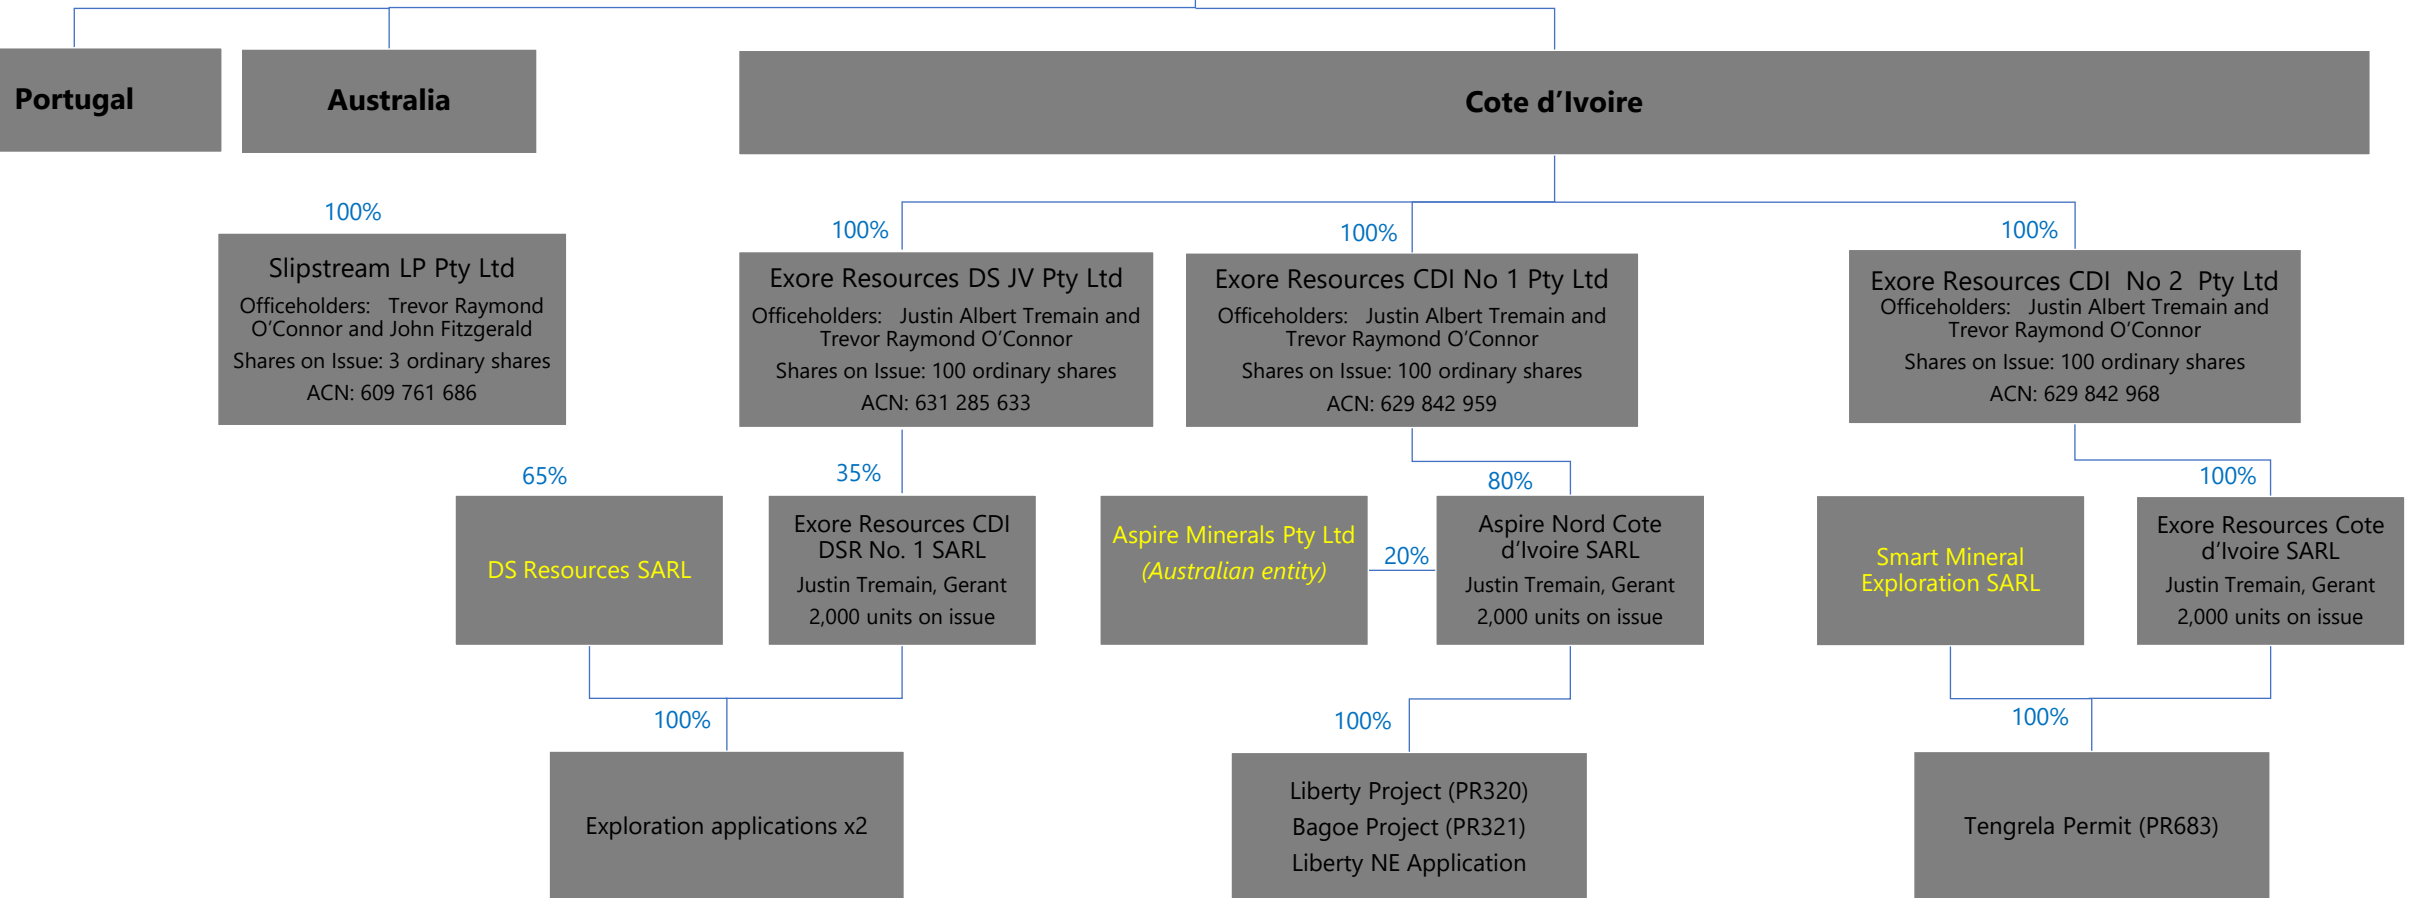 Portugal
Australia
Cote d’Ivoire
100%
Slipstream LP Pty Ltd
Officeholders: Trevor Raymond
O’Connor and John Fitzgerald
Shares on Issue: 3 ordinary shares
ACN: 609 761 686
100%
Exore Resources DS JV Pty Ltd
Officeholders: Justin Albert Tremain and
Trevor Raymond O’Connor
Shares on Issue: 100 ordinary shares
ACN: 631 285 633
100%
Exore Resources CDI No 1 Pty Ltd
Officeholders: Justin Albert Tremain and
Trevor Raymond O’Connor
Shares on Issue: 100 ordinary shares
ACN: 629 842 959
100%
Exore Resources CDI No 2 Pty Ltd
Officeholders: Justin Albert Tremain and
Trevor Raymond O’Connor
Shares on Issue: 100 ordinary shares
ACN: 629 842 968
65%
DS Resources SARL
35%
Exore Resources CDI
DSR No. 1 SARL
Justin Tremain, Gerant
2,000 units on issue
Aspire Minerals Pty Ltd
(Australian entity)
20%
80%
Aspire Nord Cote
d’Ivoire SARL
Justin Tremain, Gerant
2,000 units on issue
Smart Mineral
Exploration SARL
100%
Exore Resources Cote
d’Ivoire SARL
Justin Tremain, Gerant
2,000 units on issue
100%
Exploration applications x2
100%
Liberty Project (PR320)
Bagoe Project (PR321)
Liberty NE Application
100%
Tengrela Permit (PR683)